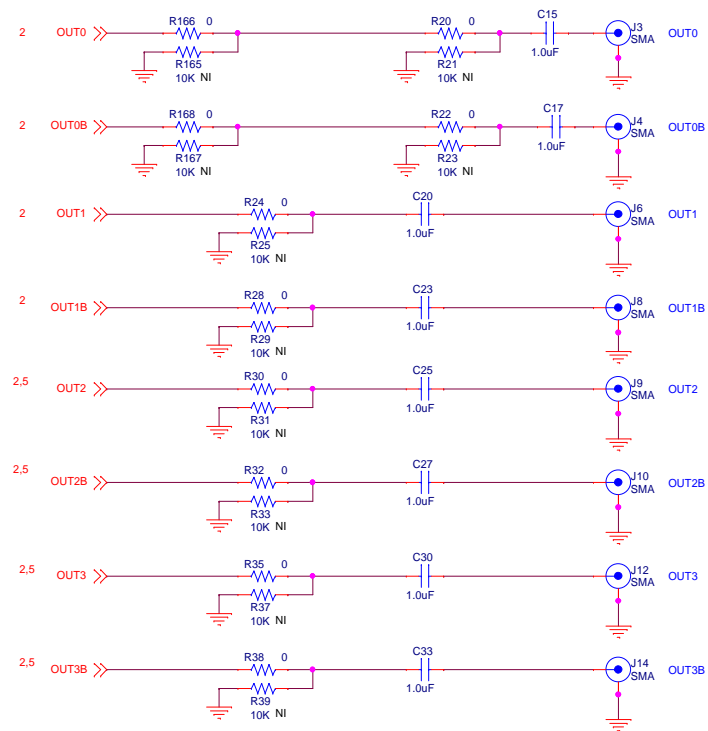 2 OUT0 R166 0 R20 0 C15 J3 OUT0
SMA
R165 R21 1.0uF
10K NI 10K NI
2 OUT0B R168 0 R22 0 C17 J4 OUT0B
SMA
R167 R23 1.0uF
10K NI 10K NI
2 OUT1 R24 0 C20 J6 OUT1
SMA
R25 1.0uF
10K NI
2 OUT1B R28 0 C23 J8 OUT1B
SMA
R29 1.0uF
10K NI
2,5 OUT2 R30 0 C25 J9 OUT2
SMA
R31 1.0uF
10K NI
2,5 OUT2B R32 0 C27 J10 OUT2B
SMA
R33 1.0uF
10K NI
2,5 OUT3 R35 0 C30 J12 OUT3
SMA
R37 1.0uF
10K NI
2,5 OUT3B R38 0 C33 J14 OUT3B
SMA
R39 1.0uF
10K NI